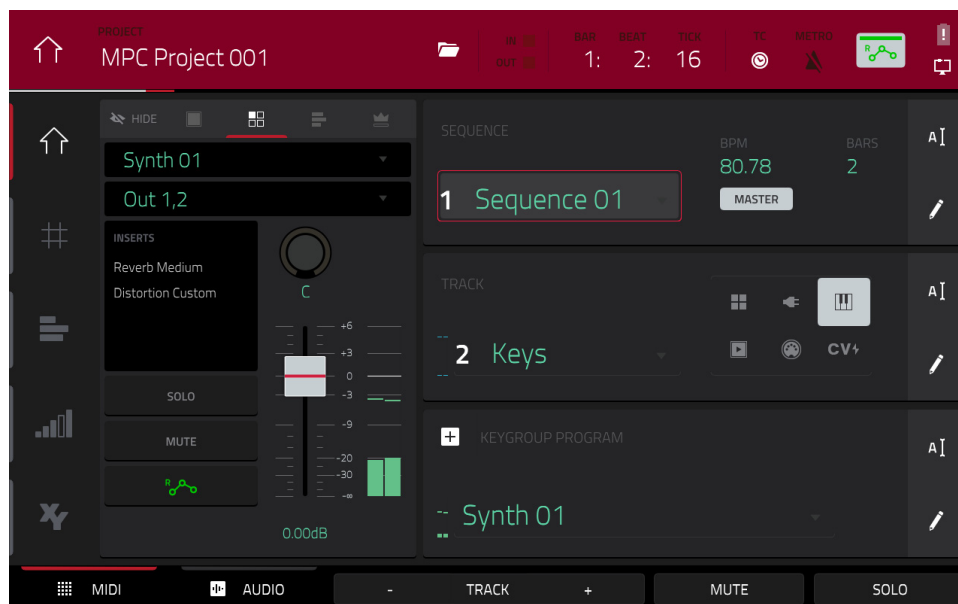 PROJECT
MPC Project 001
IN
OUT
BAR BEAT TICK
1: 2: 16
TC METRO
R
HIDE
Synth 01
Out 1,2
INSERTS
Reverb Medium
Distortion Custom
C
+6
+3
0
-3
-9
-20
-30
-∞
SOLO
MUTE
R
0.00dB
SEQUENCE
1 Sequence 01
BPM
80.78
MASTER
BARS
2
TRACK
2 Keys
CV
KEYGROUP PROGRAM
Synth 01
A
A
A
XY
MIDI AUDIO - TRACK + MUTE SOLO